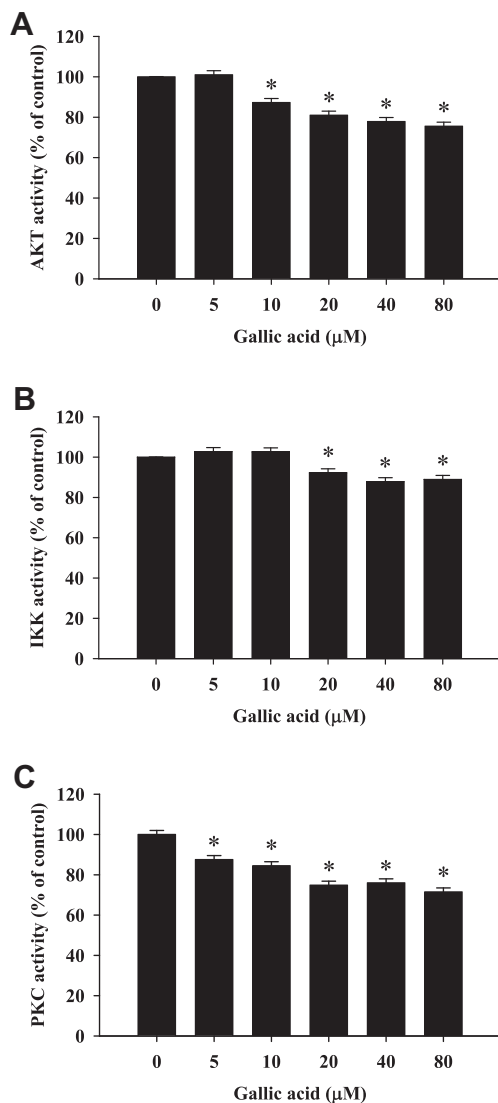 A
AKT activity (% of control)
120
100
80
60
40
20
0
* * * *
0 5 10 20 40 80
Gallic acid (μM)
B
IKK activity (% of control)
120
100
80
60
40
20
0
* * *
0 5 10 20 40 80
Gallic acid (μM)
C
PKC activity (% of control)
120
100
80
60
40
20
0
* * * * *
0 5 10 20 40 80
Gallic acid (μM)